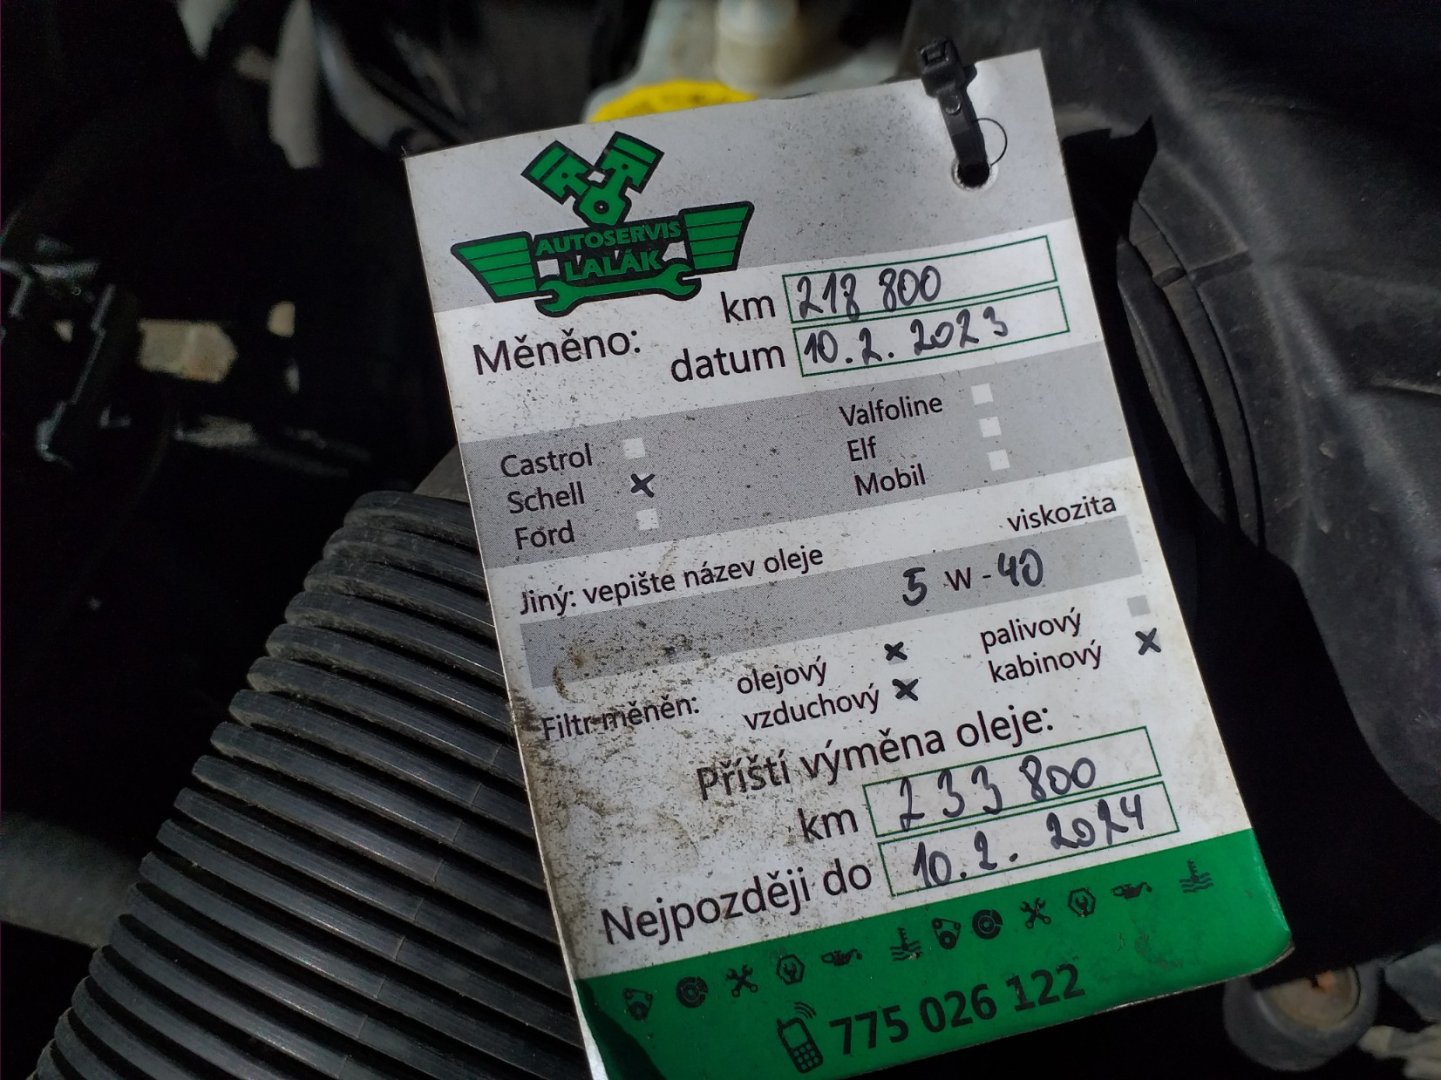 AUTOSERVIS
LALÁK
Měněno:
km 218 800
datum 10.2.2023
Castrol
Schell x
Ford
Valfoline
Elf
Mobil
Jiný: vepište název oleje
viskozita
5 W - 40
Filtr měněn:
olejový x
vzduchový x
palivový
kabinový x
Příští výměna oleje:
km 233 800
Nejpozději do 10.2.2024
775 026 122